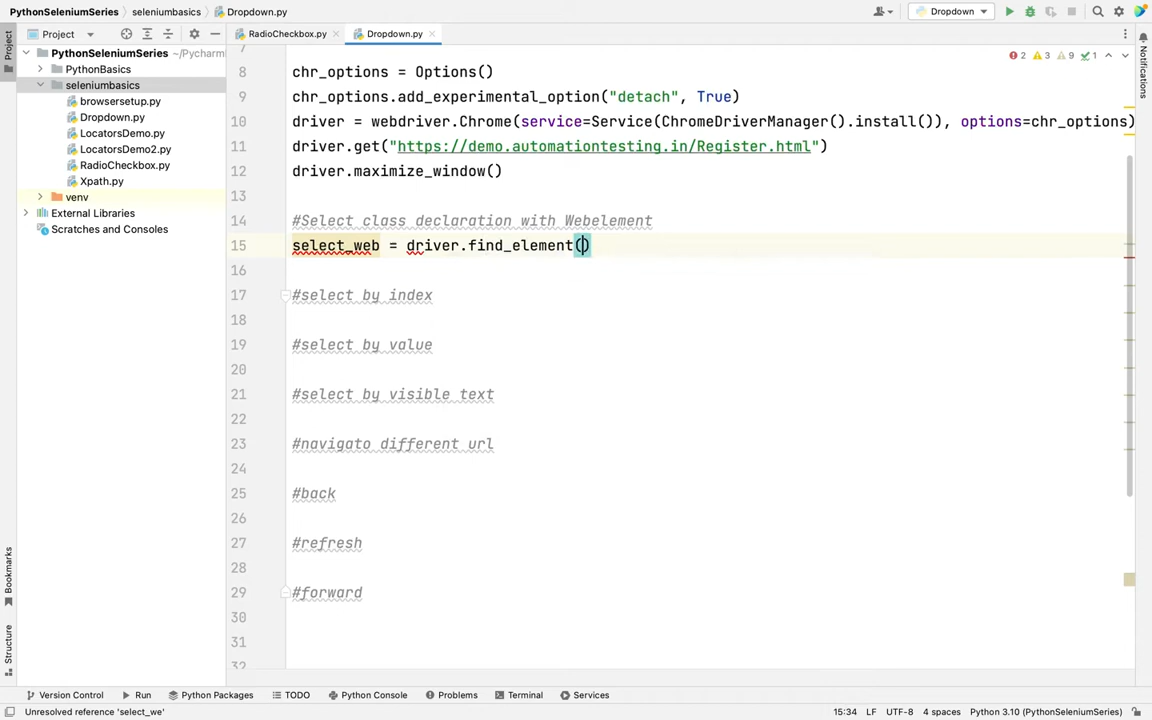 PythonSeleniumSeries › seleniumbasics › Dropdown.py
Dropdown
Project
PythonSeleniumSeries ~/Pycharm
PythonBasics
seleniumbasics
browsersetup.py
Dropdown.py
LocatorsDemo.py
LocatorsDemo2.py
RadioCheckbox.py
Xpath.py
venv
External Libraries
Scratches and Consoles
RadioCheckbox.py
Dropdown.py
2 3 9 1
7
8 chr_options = Options()
9 chr_options.add_experimental_option("detach", True)
10 driver = webdriver.Chrome(service=Service(ChromeDriverManager().install()), options=chr_options)
11 driver.get("https://demo.automationtesting.in/Register.html")
12 driver.maximize_window()
13
14 #Select class declaration with Webelement
15 select_web = driver.find_element()
16
17 #select by index
18
19 #select by value
20
21 #select by visible text
22
23 #navigato different url
24
25 #back
26
27 #refresh
28
29 #forward
30
31
32
Project
Bookmarks
Structure
Notifications
Version Control
Run
Python Packages
TODO
Python Console
Problems
Terminal
Services
Unresolved reference 'select_we'
15:34 LF UTF-8 4 spaces Python 3.10 (PythonSeleniumSeries)